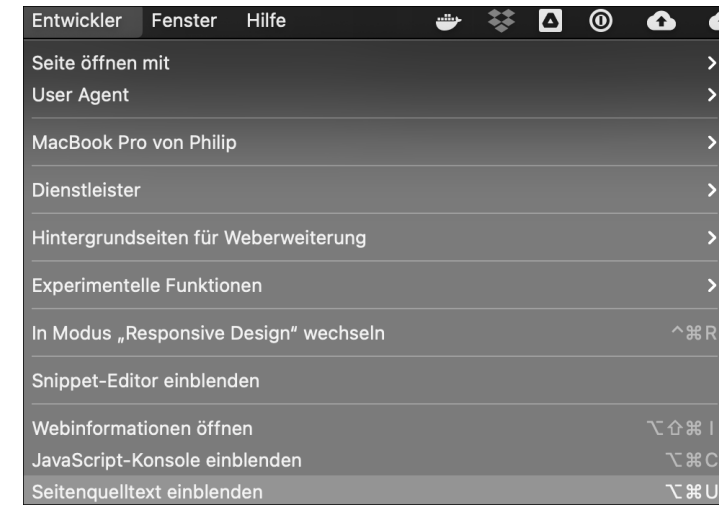 Entwickler Fenster Hilfe
Seite öffnen mit
User Agent
MacBook Pro von Philip
Dienstleister
Hintergrundseiten für Weberweiterung
Experimentelle Funktionen
In Modus „Responsive Design“ wechseln ^⌘R
Snippet-Editor einblenden
Webinformationen öffnen ⌥⇧⌘I
JavaScript-Konsole einblenden ⌥⌘C
Seitenquelltext einblenden ⌥⌘U